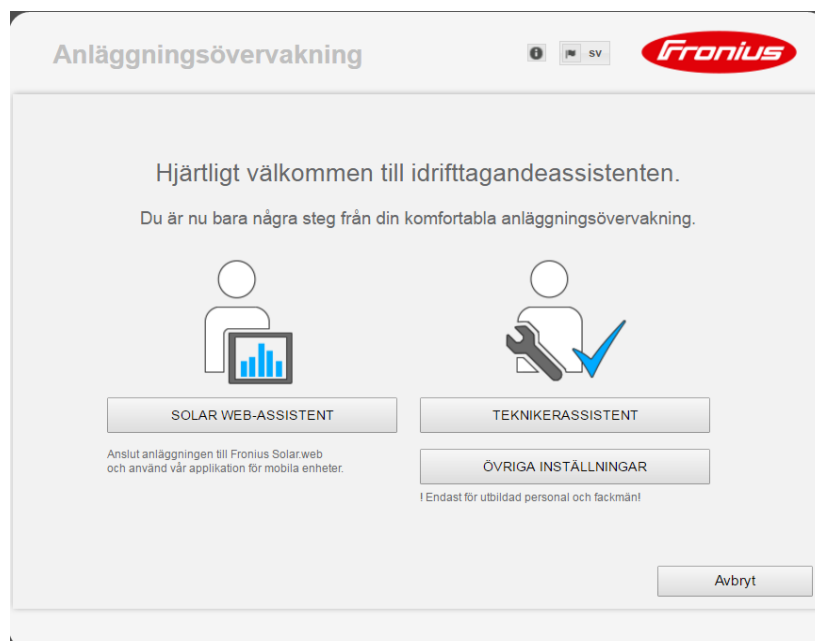 Anläggningsövervakning
SV
Fronius
Hjärtligt välkommen till idrifttagandeassistenten.
Du är nu bara några steg från din komfortabla anläggningsövervakning.
SOLAR WEB-ASSISTENT
Anslut anläggningen till Fronius Solar.web
och använd vår applikation för mobila enheter.
TEKNIKERASSISTENT
ÖVRIGA INSTÄLLNINGAR
! Endast för utbildad personal och fackmän!
Avbryt